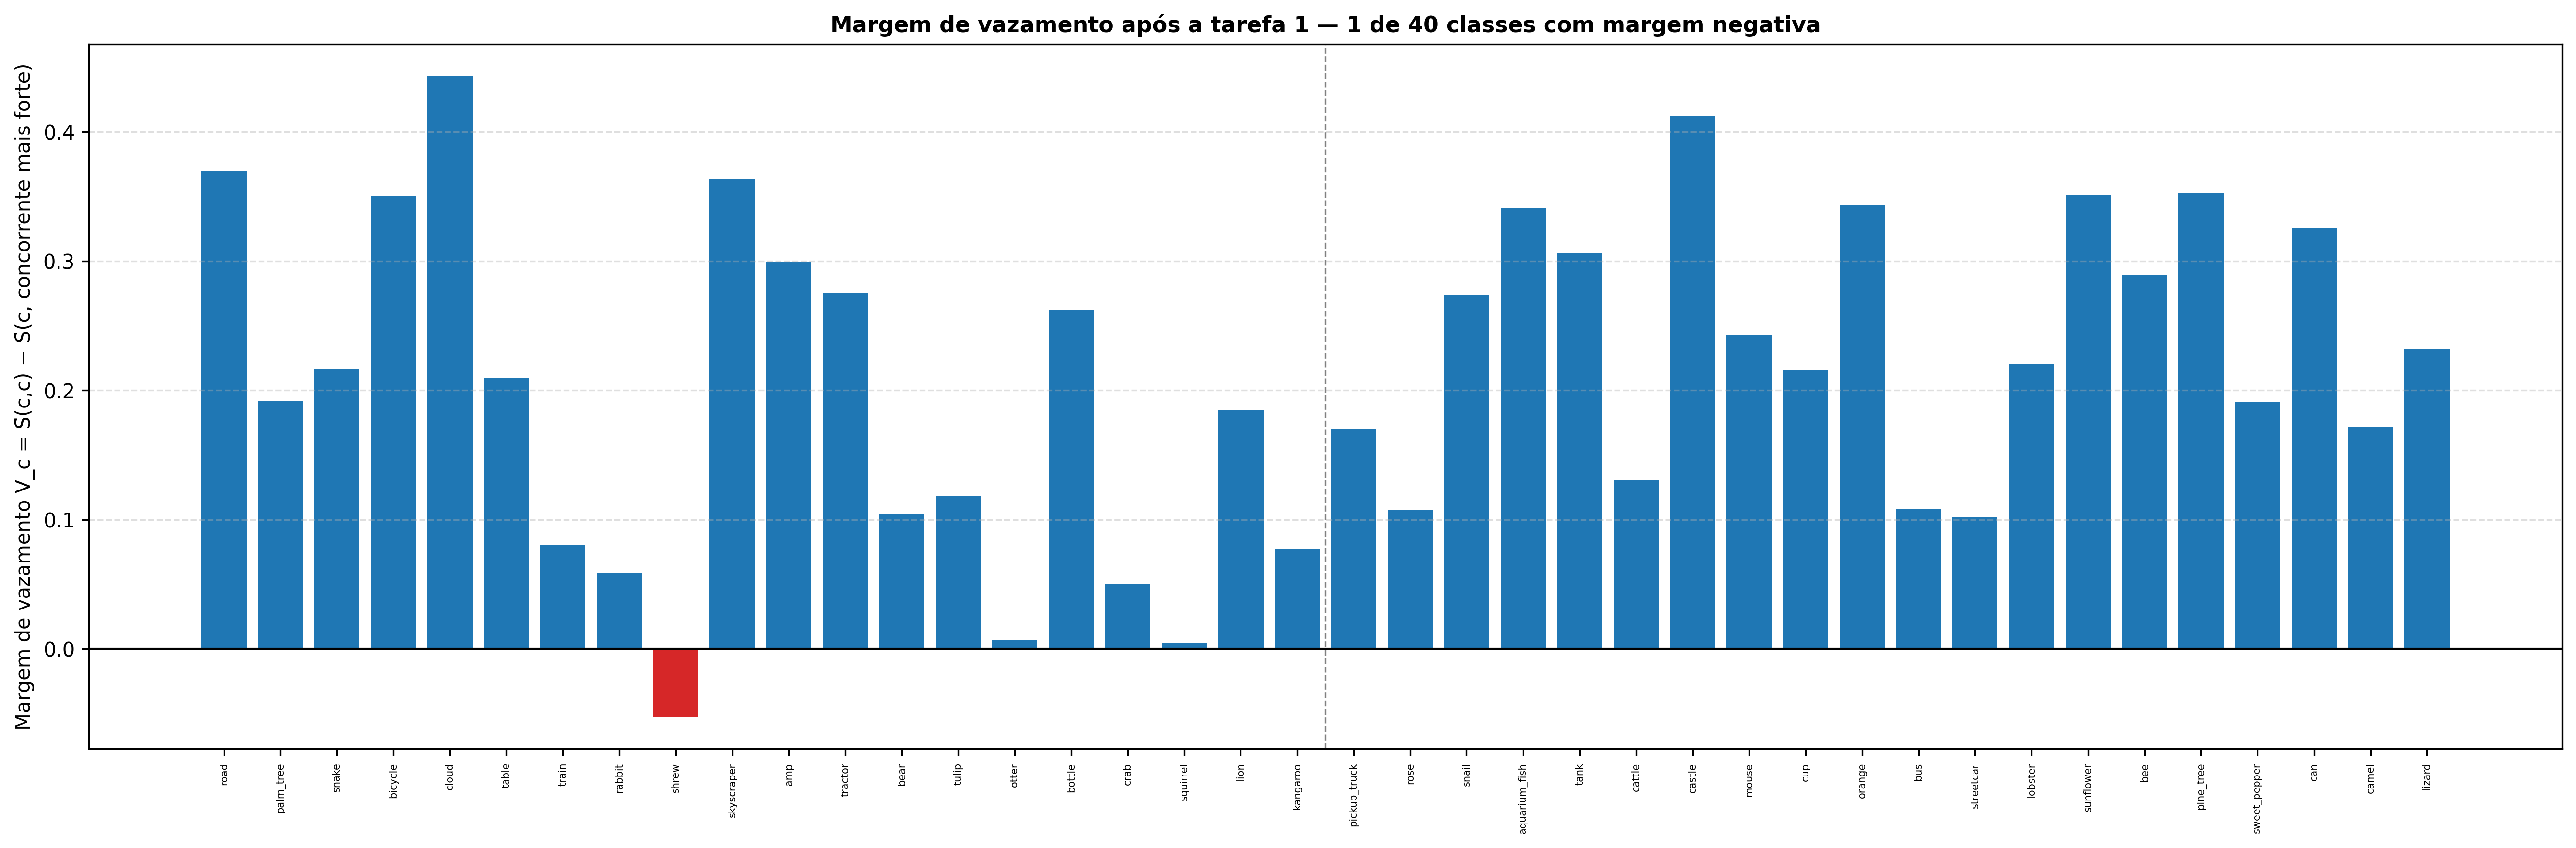 Margem de vazamento após a tarefa 1 — 1 de 40 classes com margem negativa
Margem de vazamento V_c = S(c,c) − S(c, concorrente mais forte)
0.4
0.3
0.2
0.1
0.0
road
palm_tree
snake
bicycle
cloud
table
train
rabbit
shrew
skyscraper
lamp
tractor
bear
tulip
otter
bottle
crab
squirrel
lion
kangaroo
pickup_truck
rose
snail
aquarium_fish
tank
cattle
castle
mouse
cup
orange
bus
streetcar
lobster
sunflower
bee
pine_tree
sweet_pepper
can
camel
lizard